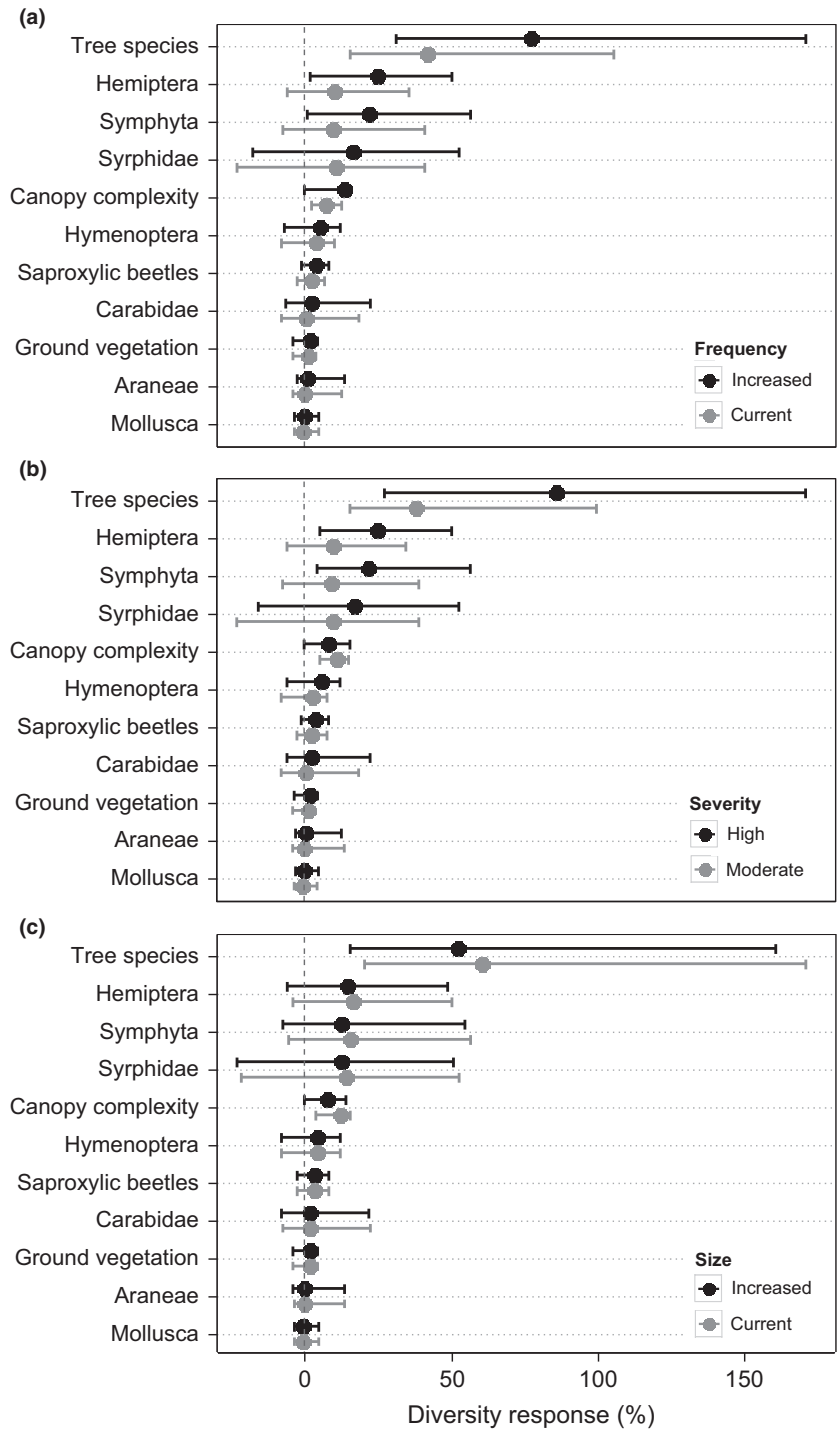 (a)
Tree species
Hemiptera
Symphyta
Syrphidae
Canopy complexity
Hymenoptera
Saproxylic beetles
Carabidae
Ground vegetation
Araneae
Mollusca
Frequency
Increased
Current
(b)
Tree species
Hemiptera
Symphyta
Syrphidae
Canopy complexity
Hymenoptera
Saproxylic beetles
Carabidae
Ground vegetation
Araneae
Mollusca
Severity
High
Moderate
(c)
Tree species
Hemiptera
Symphyta
Syrphidae
Canopy complexity
Hymenoptera
Saproxylic beetles
Carabidae
Ground vegetation
Araneae
Mollusca
Size
Increased
Current
0 50 100 150
Diversity response (%)